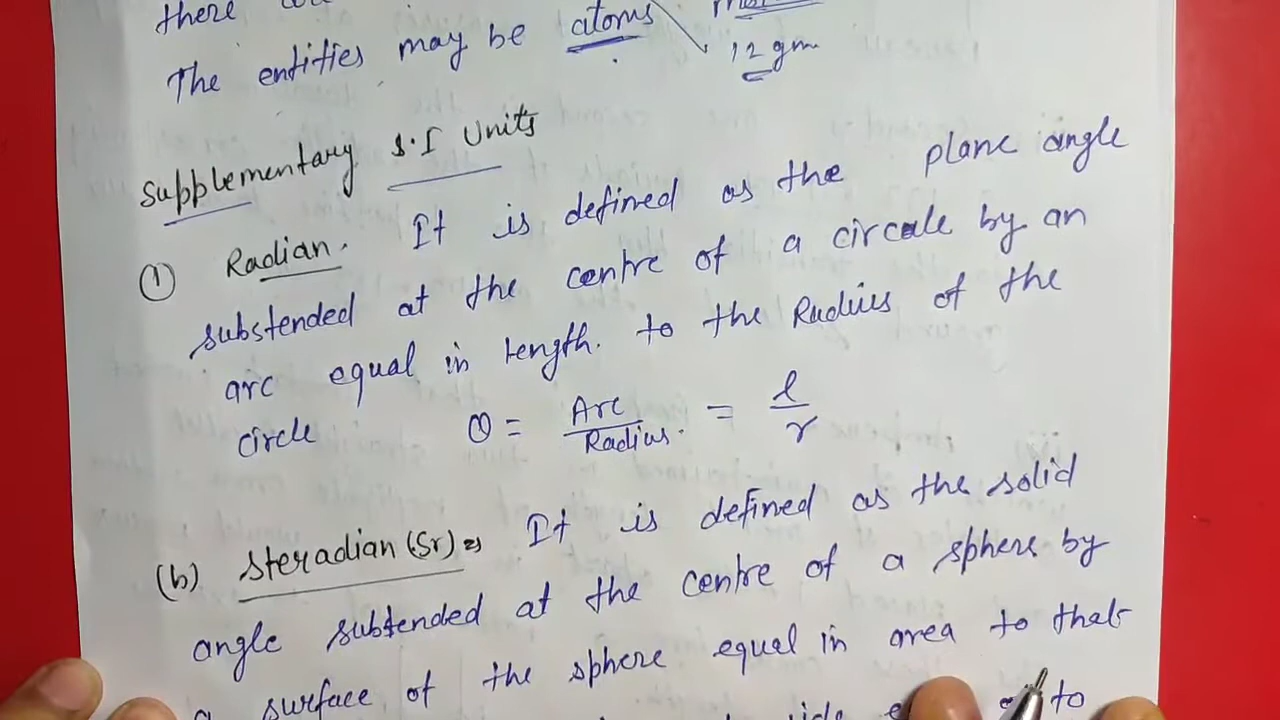 there
The entities may be atoms 12 gm
Supplementary S.I Units
① Radian. It is defined as the plane angle
substended at the centre of a circale by an
arc equal in length. to the Radius of the
circle θ = Arc/Radius. = l/r
(b) Steradian (Sr) => It is defined as the solid
angle subtended at the centre of a sphere by
a surface of the sphere equal in area to that
to